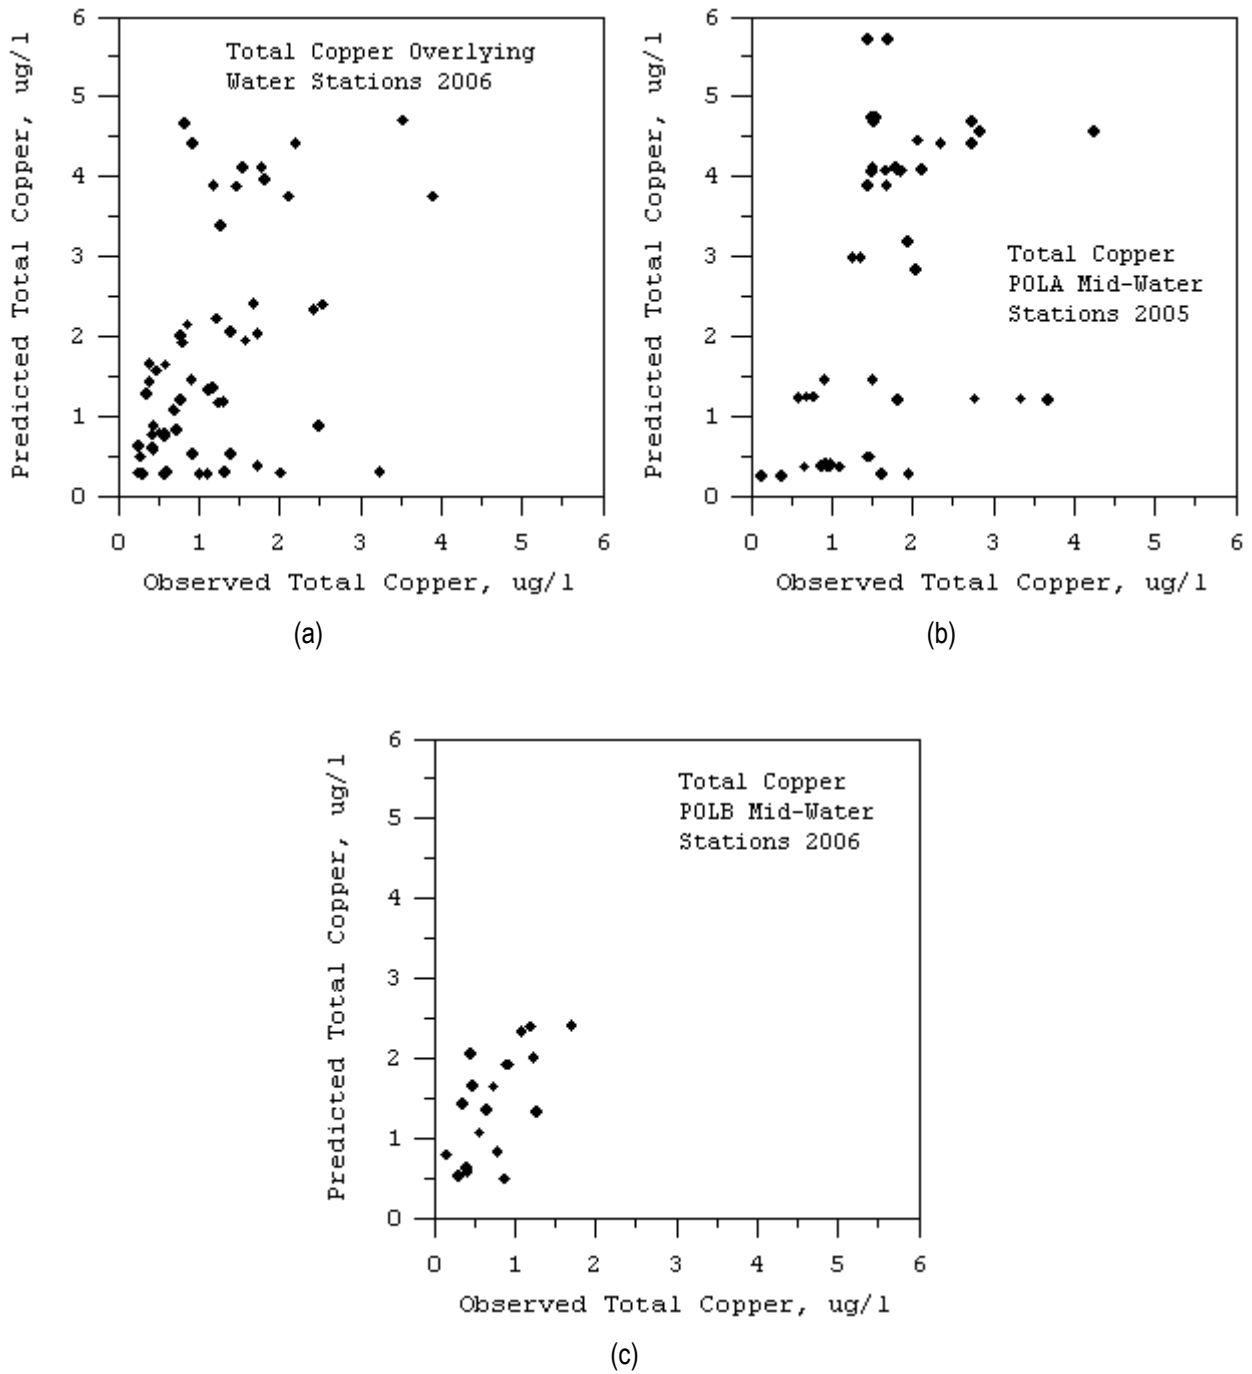 Predicted Total Copper, ug/l
6
5
4
3
2
1
0
Total Copper Overlying
Water Stations 2006
0 1 2 3 4 5 6
Observed Total Copper, ug/l
(a)
Predicted Total Copper, ug/l
6
5
4
3
2
1
0
Total Copper
POLA Mid-Water
Stations 2005
0 1 2 3 4 5 6
Observed Total Copper, ug/l
(b)
Predicted Total Copper, ug/l
6
5
4
3
2
1
0
Total Copper
POLB Mid-Water
Stations 2006
0 1 2 3 4 5 6
Observed Total Copper, ug/l
(c)